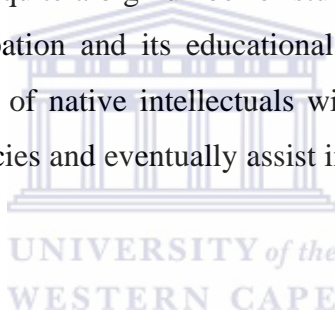 pation and its educational
of native intellectuals wi
cies and eventually assist i
UNIVERSITY of the
WESTERN CAPE